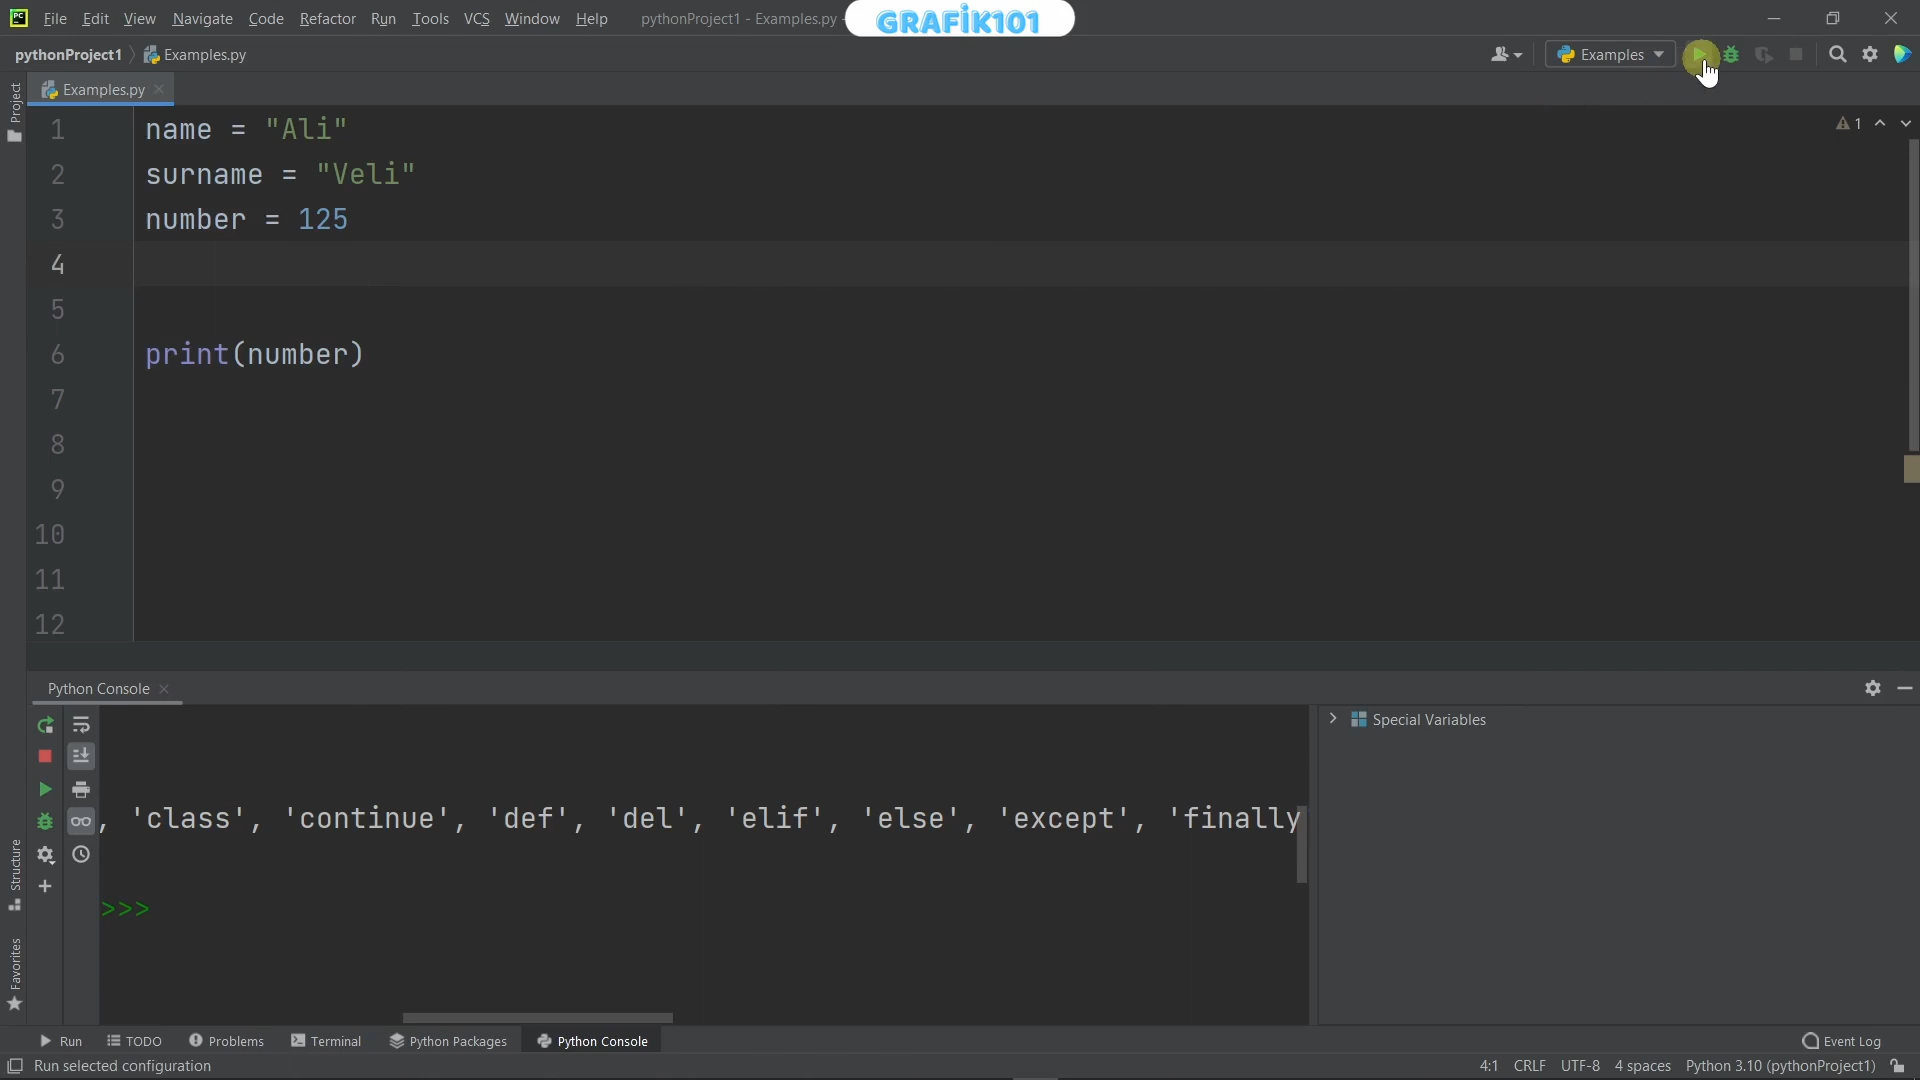 File Edit View Navigate Code Refactor Run Tools VCS Window Help pythonProject1 - Examples.py -
GRAFİK101
pythonProject1 Examples.py Examples
Examples.py
Project
1 name = "Ali"
1
2 surname = "Veli"
3 number = 125
4
5
6 print(number)
7
8
9
10
11
12
Python Console
Special Variables
, 'class', 'continue', 'def', 'del', 'elif', 'else', 'except', 'finally
>>>
Structure
Favorites
Run TODO Problems Terminal Python Packages Python Console Event Log
Run selected configuration 4:1 CRLF UTF-8 4 spaces Python 3.10 (pythonProject1)